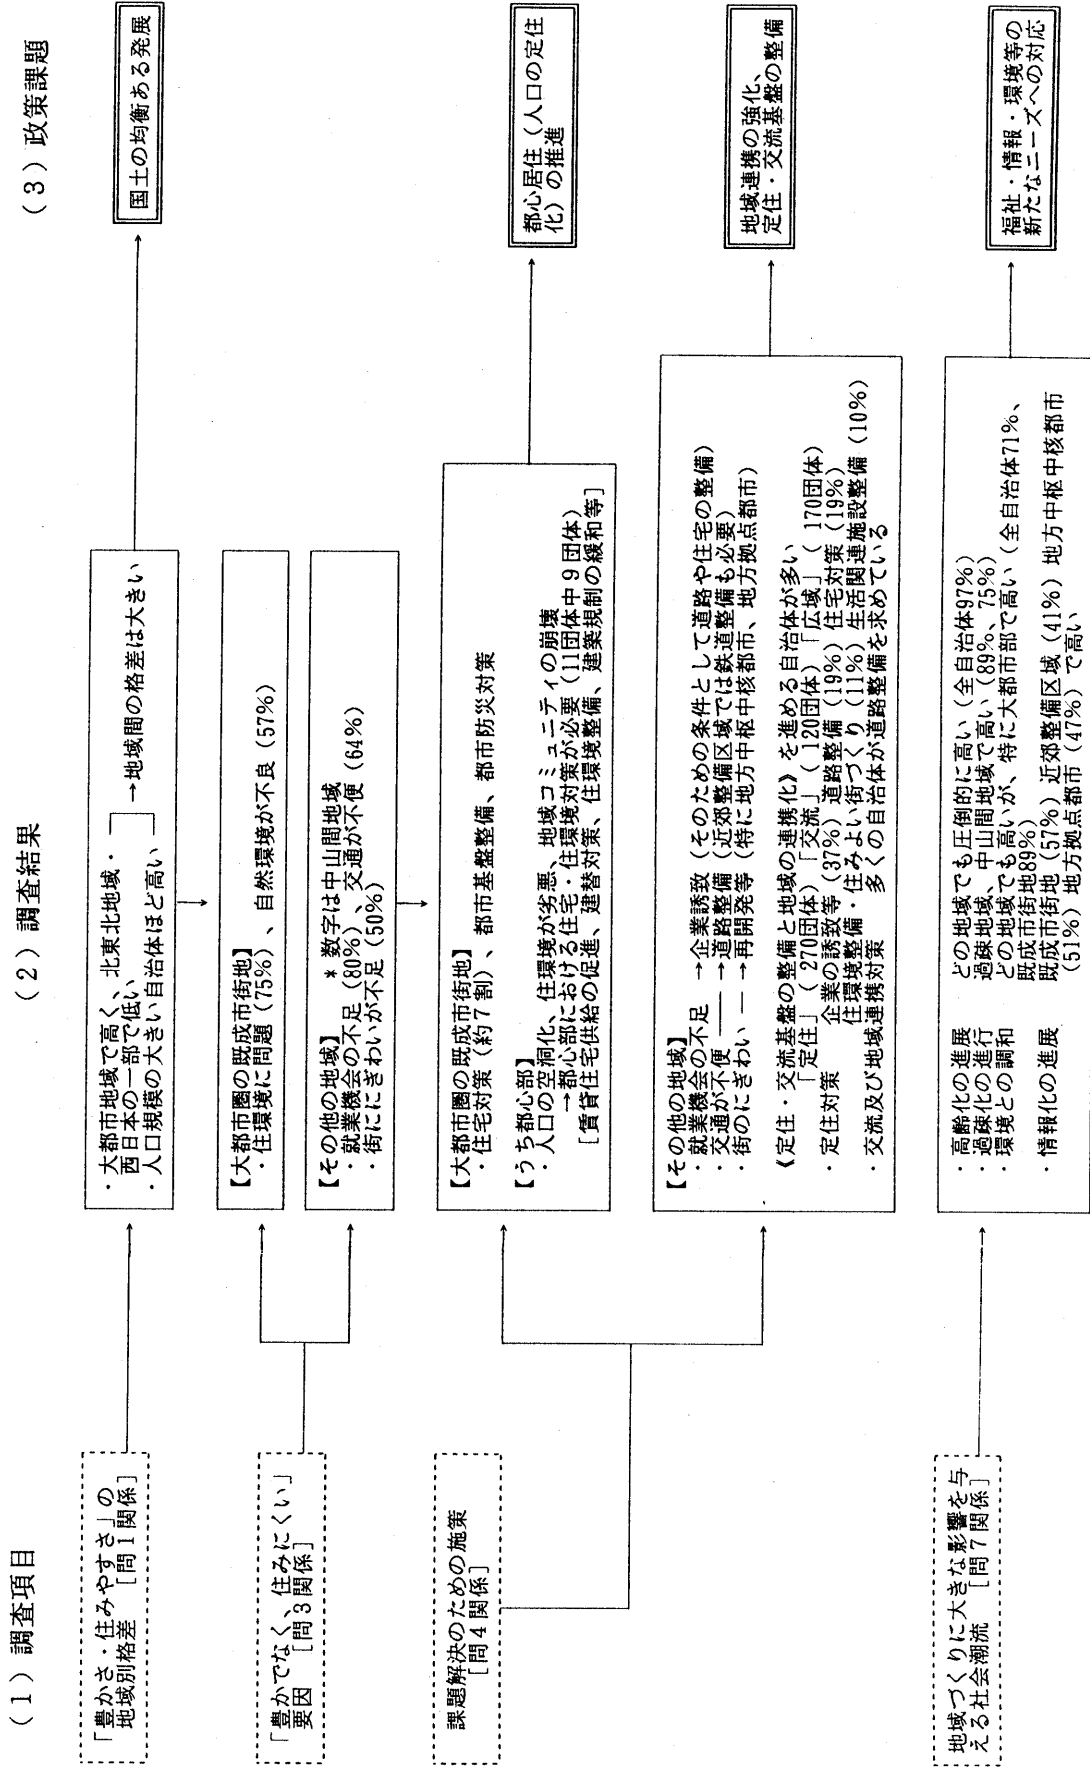 (1) 調査項目
(2) 調査結果
(3) 政策課題
「豊かさ・住みやすさ」の
地域別格差 [問1関係]
・大都市地域で高く、北東北地域・
西日本の一部で低い
・人口規模の大きい自治体ほど高い
→地域間の格差は大きい
国土の均衡ある発展
「豊かでなく、住みにくい」
要因 [問3関係]
【大都市圏の既成市街地】
・住環境に問題(75%)、自然環境が不良(57%)
【その他の地域】 *数字は中山間地域
・就業機会の不足(80%)、交通が不便(64%)
・街ににぎわいが不足(50%)
課題解決のための施策
[問4関係]
【大都市圏の既成市街地】
・住宅対策(約7割)、都市基盤整備、都市防災対策
【うち都心部】
・人口の空洞化、住環境が劣悪、地域コミュニティの崩壊
→都心部における住宅・住環境対策が必要(11団体中9団体)
[賃貸住宅供給の促進、建替対策、住環境整備、建築規制の緩和等]
都心居住(人口の定住
化)の推進
【その他の地域】
・就業機会の不足 →企業誘致(そのための条件として道路や住宅の整備)
・交通が不便 ――→道路整備(近郊整備区域では鉄道整備も必要)
・街のにぎわい ―→再開発等(特に地方中枢中核都市、地方拠点都市)
《定住・交流基盤の整備と地域の連携化》を進める自治体が多い
「定住」(270団体)「交流」(120団体)「広域」(170団体)
・定住対策 企業の誘致等(37%)道路整備(19%)住宅対策(19%)
住環境整備・住みよい街づくり(11%)生活関連施設整備(10%)
・交流及び地域連携対策 多くの自治体が道路整備を求めている
地域連携の強化、
定住・交流基盤の整備
地域づくりに大きな影響を与
える社会潮流 [問7関係]
・高齢化の進展 どの地域でも圧倒的に高い(全自治体97%)
・過疎化の進行 過疎地域、中山間地域で高い(89%、75%)
・環境との調和 どの地域でも高いが、特に大都市部で高い(全自治体71%、
既成市街地89%)
・情報化の進展 既成市街地(57%)近郊整備区域(41%)地方中枢中核都市
(51%)地方拠点都市(47%)で高い
福祉・情報・環境等の
新たなニーズへの対応